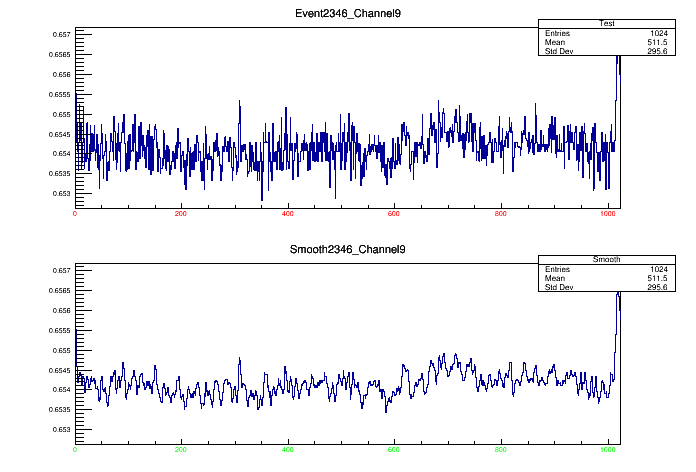 Event2346_Channel9
Test
Entries 1024
Mean 511.5
Std Dev 295.6
0.657
0.6565
0.656
0.6555
0.655
0.6545
0.654
0.6535
0.653
0 200 400 600 800 1000
Smooth2346_Channel9
Smooth
Entries 1024
Mean 511.5
Std Dev 295.6
0.657
0.6565
0.656
0.6555
0.655
0.6545
0.654
0.6535
0.653
0 200 400 600 800 1000